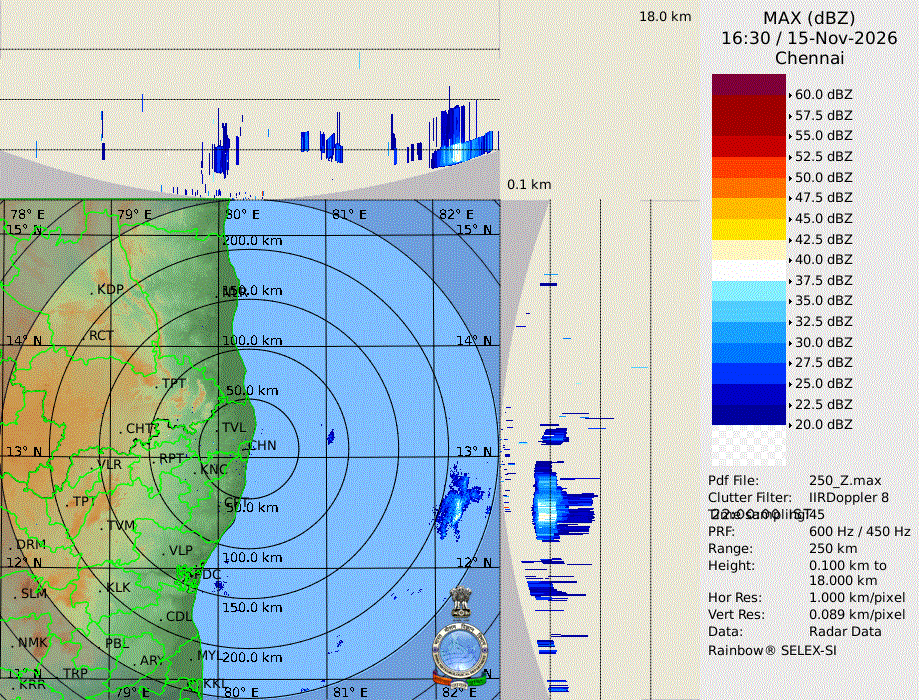 18.0 km
MAX (dBZ)
16:30 / 15-Nov-2026
Chennai
60.0 dBZ
57.5 dBZ
55.0 dBZ
52.5 dBZ
50.0 dBZ
47.5 dBZ
45.0 dBZ
42.5 dBZ
40.0 dBZ
37.5 dBZ
35.0 dBZ
32.5 dBZ
30.0 dBZ
27.5 dBZ
25.0 dBZ
22.5 dBZ
20.0 dBZ
0.1 km
78° E 79° E 80° E 81° E 82° E
15° N 15° N
200.0 km
KDP
150.0 km
RCT
14° N 100.0 km 14° N
TPT
50.0 km
CHT TVL
CHN
13° N RPT 13° N
VLR KNC
TPT 50.0 km
TVM
DRM VLP 100.0 km
12° N 12° N
KLK
SLM 150.0 km
CDL
NMK PBL
ARY MYL 200.0 km
TRP
11° N
KRR KKL
79° E 80° E 81° E 82° E
Pdf File: 250_Z.max
Clutter Filter: IIRDoppler 8
Time sampling:45
PRF: 600 Hz / 450 Hz
Range: 250 km
Height: 0.100 km to
18.000 km
Hor Res: 1.000 km/pixel
Vert Res: 0.089 km/pixel
Data: Radar Data
Rainbow® SELEX-SI